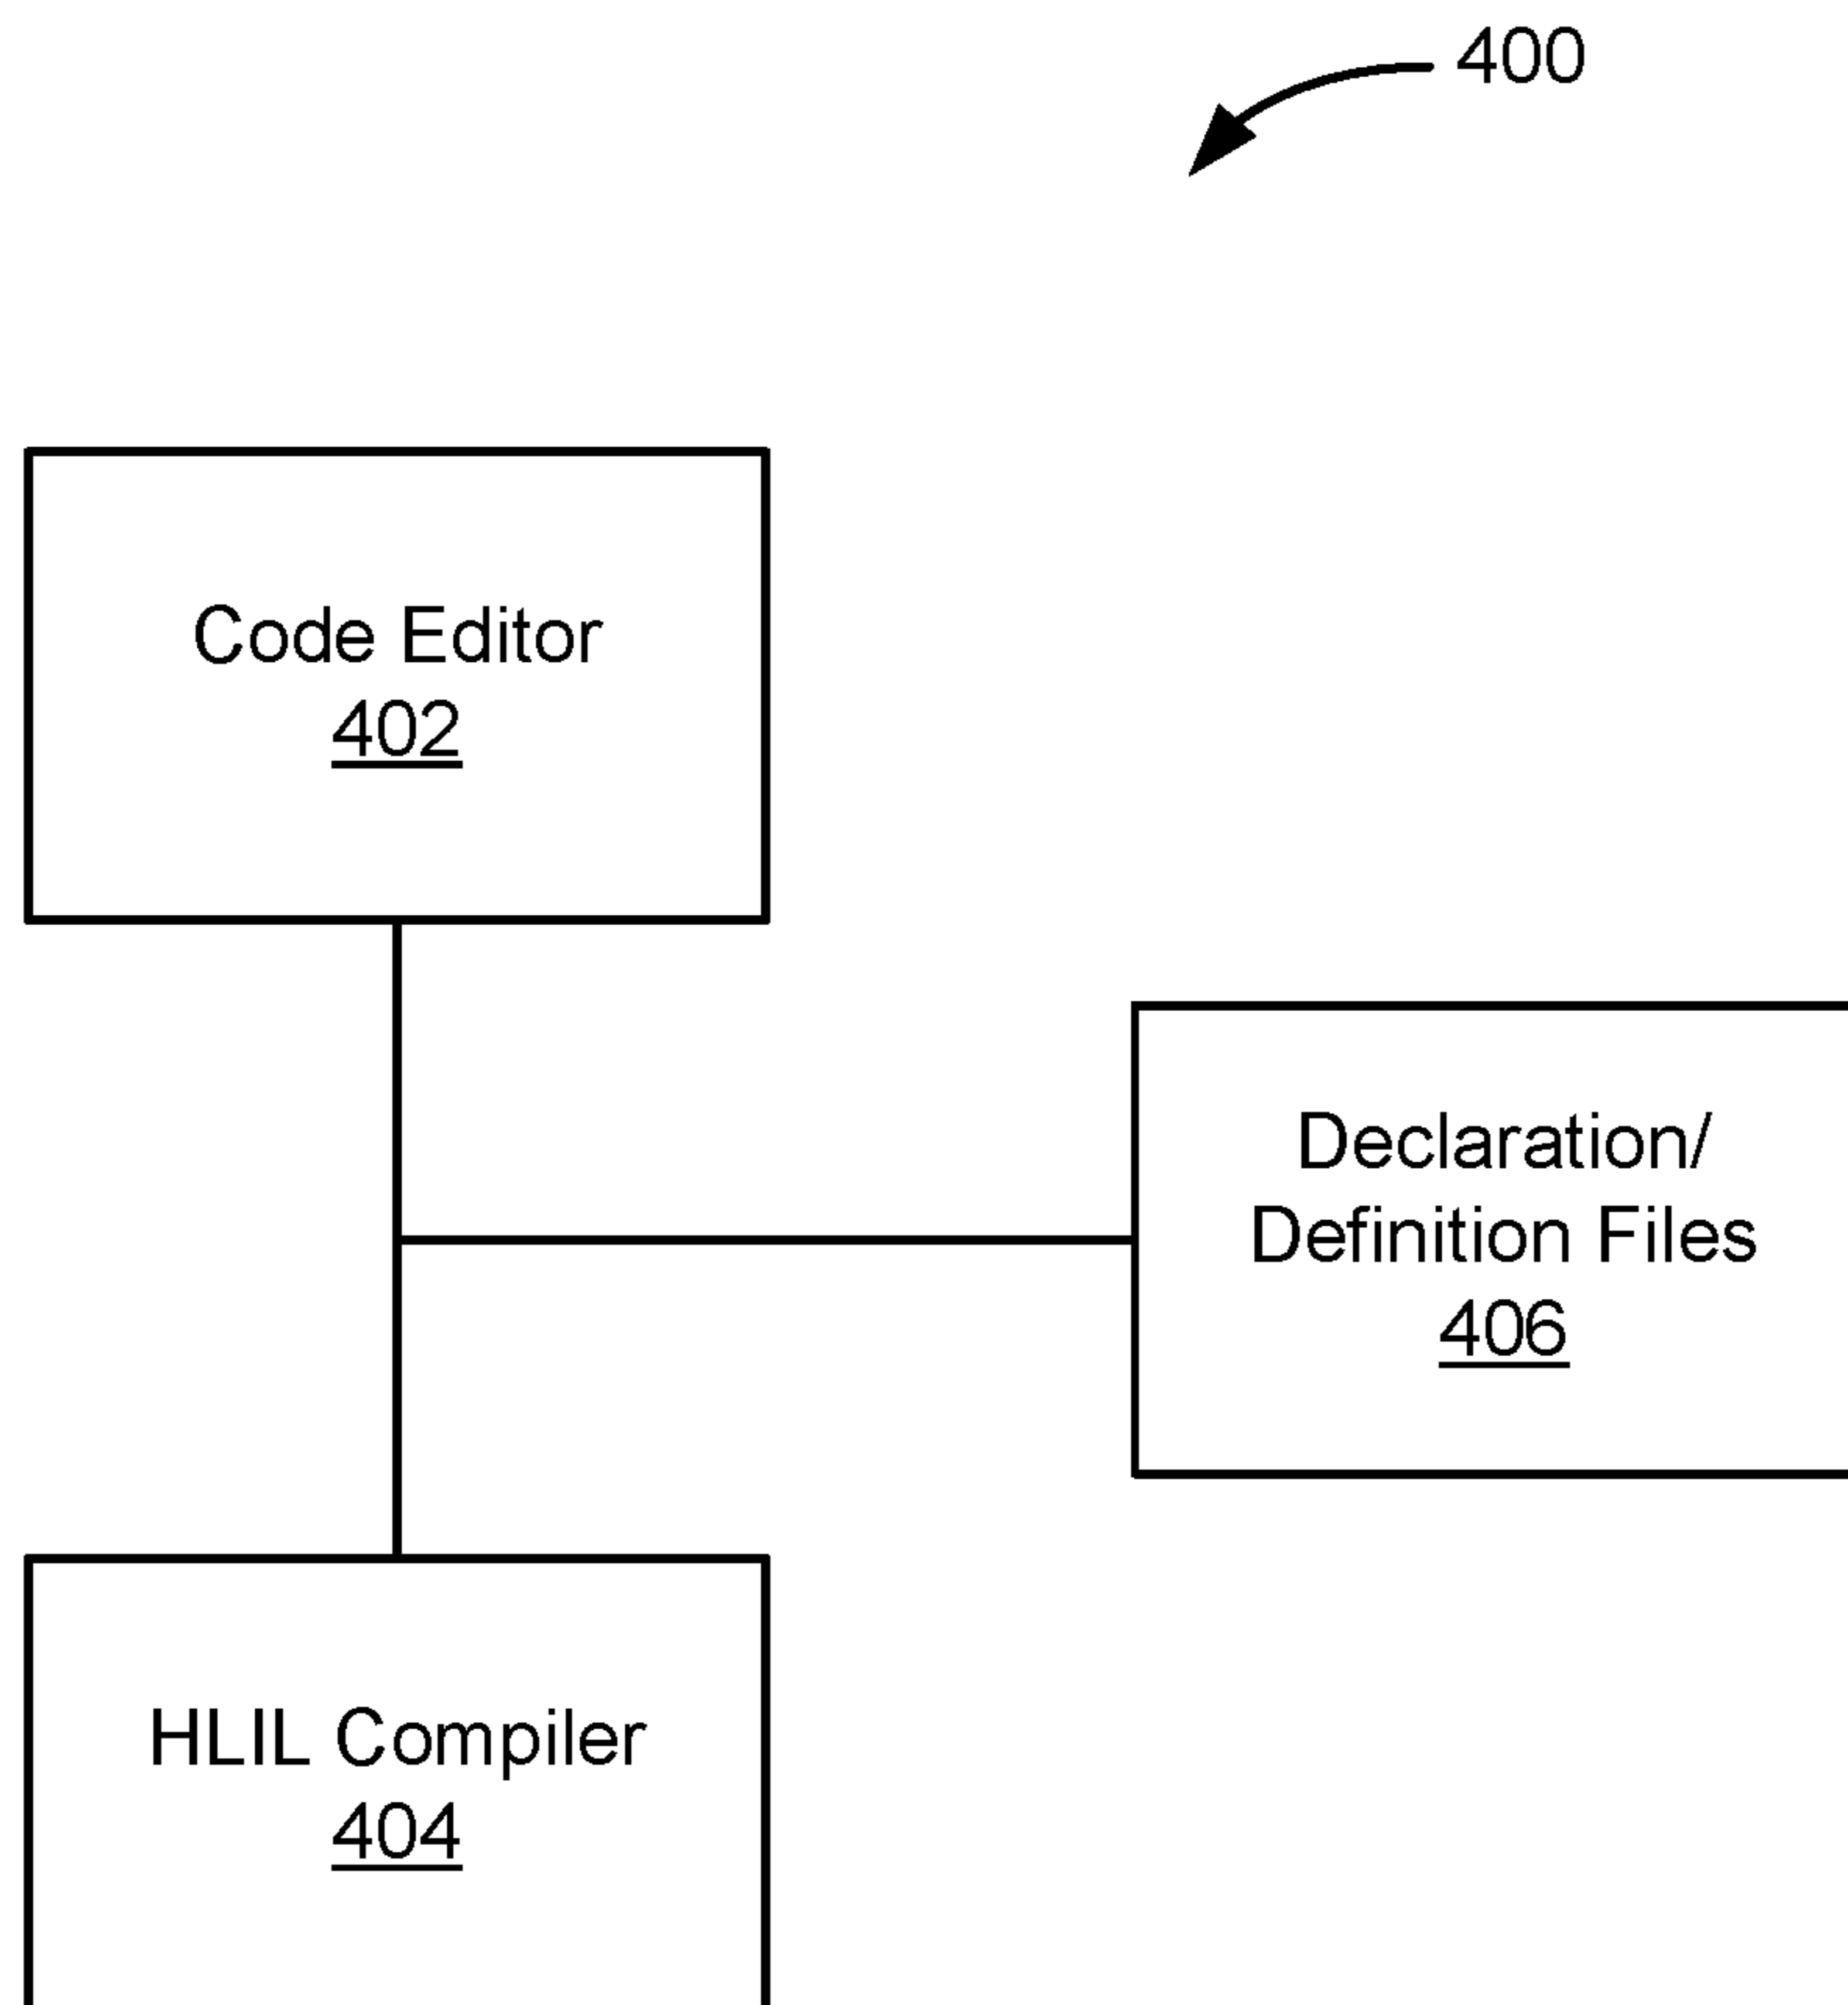 400
Code Editor
402
Declaration/
Definition Files
406
HLIL Compiler
404